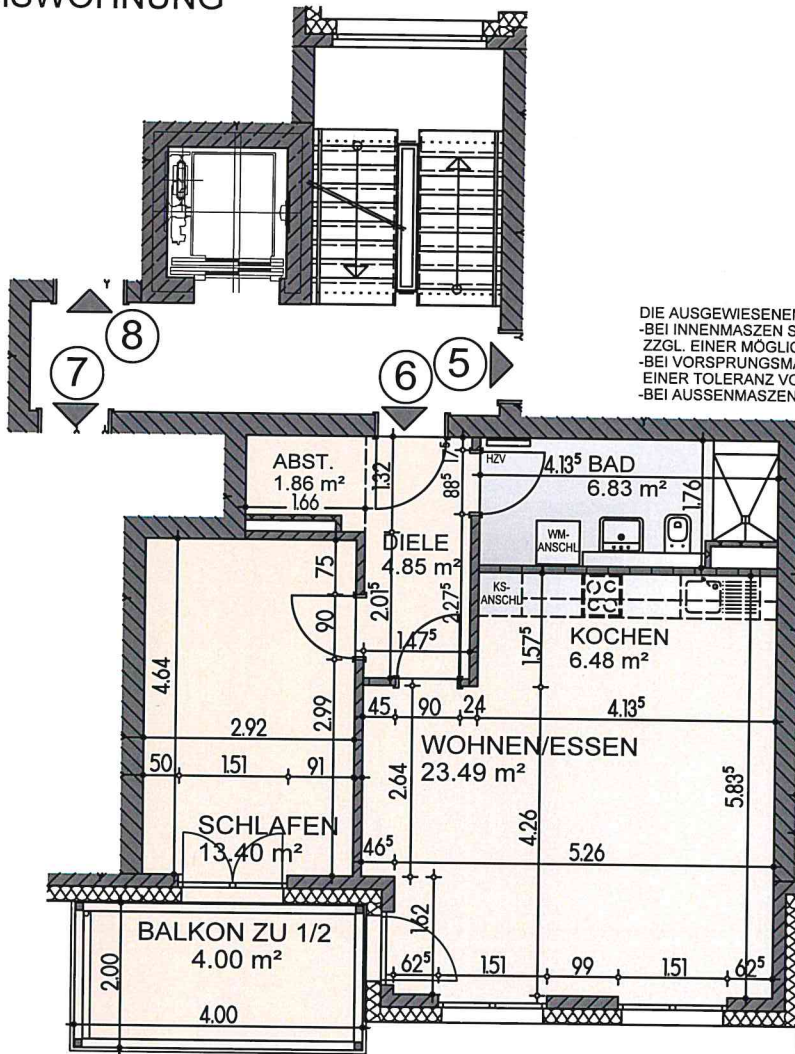 8
7
6
5
DIE AUSGEWIESENEN
-BEI INNENMASZEN S
ZZGL. EINER MÖGLIC
-BEI VORSPRUNGSMA
EINER TOLERANZ VO
-BEI AUSSENMASZEN
ABST.
1.86 m²
1.66
1.32
17⁵
88⁵
HZV
4.13⁵ BAD
6.83 m²
1.76
WM-
ANSCHL
DIELE
4.85 m²
2.01⁵
2.27⁵
1.47⁵
KS-
ANSCHL
KOCHEN
6.48 m²
1.57⁵
75
90
2.99
4.64
2.92
50
1.51
91
SCHLAFEN
13.40 m²
45
90
24
4.13⁵
WOHNEN/ESSEN
23.49 m²
2.64
4.26
5.83⁵
46⁵
5.26
1.62
62⁵
1.51
99
1.51
62⁵
BALKON ZU 1/2
4.00 m²
2.00
4.00